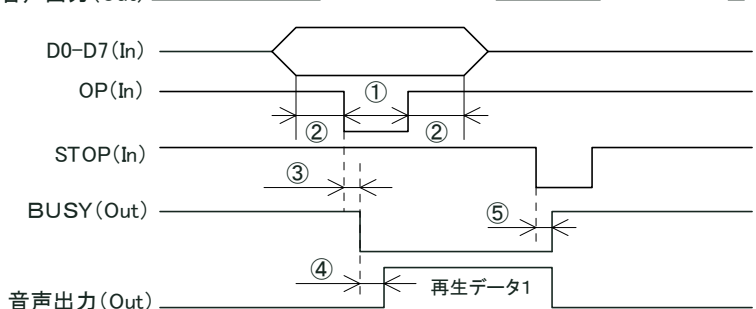 D0-D7(In)
OP(In)
①
② ②
STOP(In)
③
BUSY(Out)
⑤
④
再生データ1
音声出力(Out)